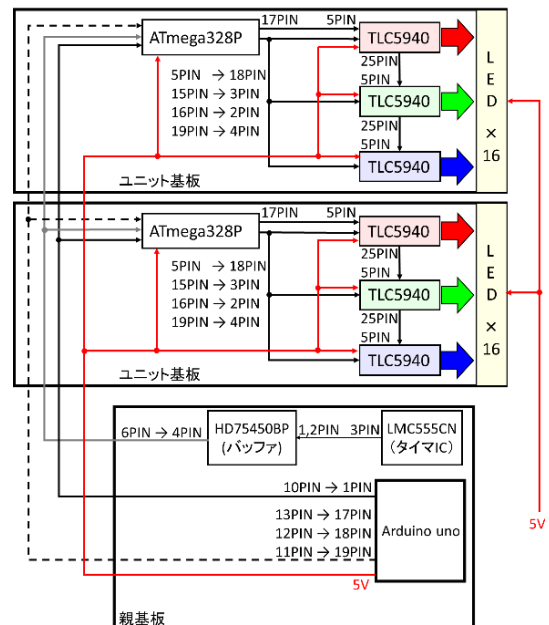 17PIN 5PIN
ATmega328P
TLC5940
25PIN
5PIN → 18PIN
5PIN
15PIN → 3PIN
TLC5940
16PIN → 2PIN
25PIN
19PIN → 4PIN
5PIN
TLC5940
LED×16
ユニット基板
17PIN 5PIN
ATmega328P
TLC5940
25PIN
5PIN → 18PIN
5PIN
15PIN → 3PIN
TLC5940
16PIN → 2PIN
25PIN
19PIN → 4PIN
5PIN
TLC5940
LED×16
ユニット基板
6PIN → 4PIN
HD75450BP
(バッファ)
1,2PIN 3PIN
LMC555CN
(タイマIC)
10PIN → 1PIN
13PIN → 17PIN
12PIN → 18PIN
11PIN → 19PIN
Arduino uno
5V
5V
親基板